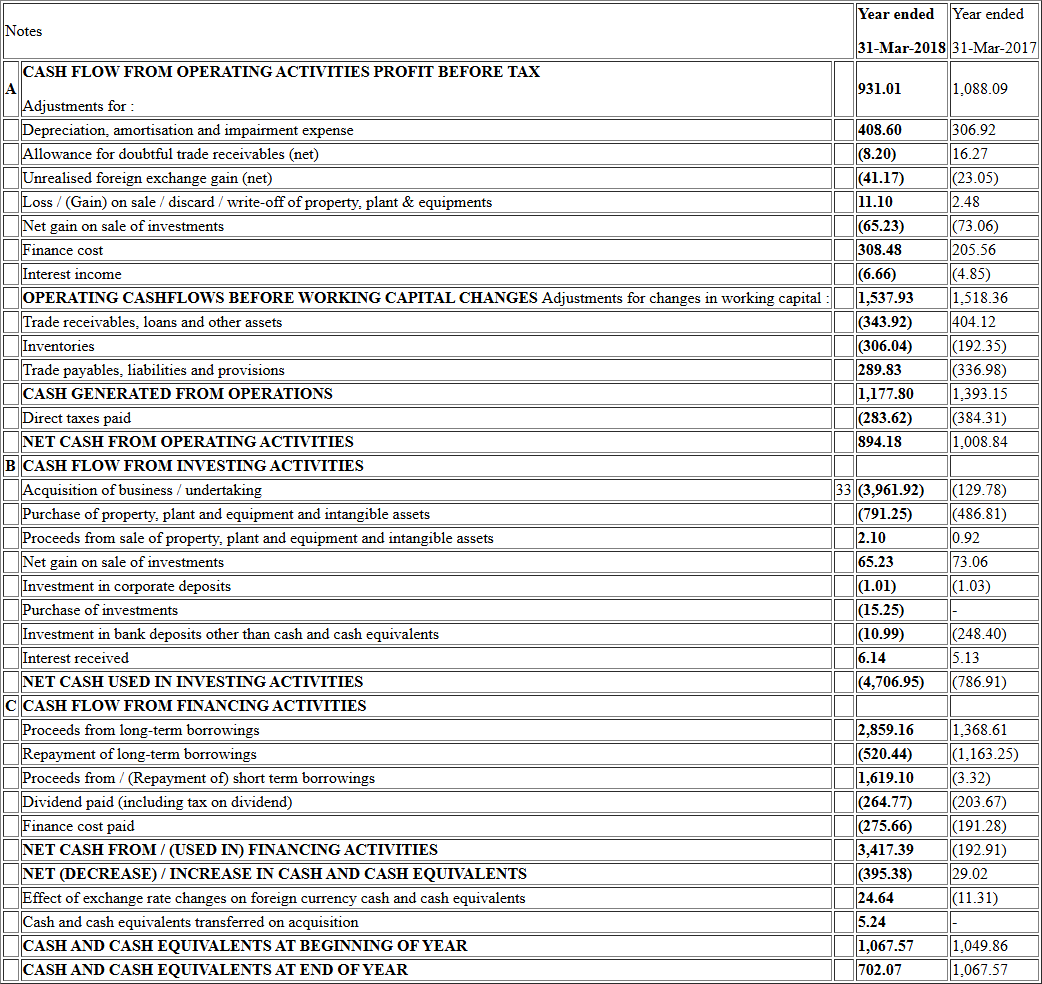 Notes Year ended 31-Mar-2018 Year ended 31-Mar-2017
A CASH FLOW FROM OPERATING ACTIVITIES PROFIT BEFORE TAX 931.01 1,088.09
Adjustments for :
Depreciation, amortisation and impairment expense 408.60 306.92
Allowance for doubtful trade receivables (net) (8.20) 16.27
Unrealised foreign exchange gain (net) (41.17) (23.05)
Loss / (Gain) on sale / discard / write-off of property, plant & equipments 11.10 2.48
Net gain on sale of investments (65.23) (73.06)
Finance cost 308.48 205.56
Interest income (6.66) (4.85)
OPERATING CASHFLOWS BEFORE WORKING CAPITAL CHANGES Adjustments for changes in working capital : 1,537.93 1,518.36
Trade receivables, loans and other assets (343.92) 404.12
Inventories (306.04) (192.35)
Trade payables, liabilities and provisions 289.83 (336.98)
CASH GENERATED FROM OPERATIONS 1,177.80 1,393.15
Direct taxes paid (283.62) (384.31)
NET CASH FROM OPERATING ACTIVITIES 894.18 1,008.84
B CASH FLOW FROM INVESTING ACTIVITIES
Acquisition of business / undertaking 33 (3,961.92) (129.78)
Purchase of property, plant and equipment and intangible assets (791.25) (486.81)
Proceeds from sale of property, plant and equipment and intangible assets 2.10 0.92
Net gain on sale of investments 65.23 73.06
Investment in corporate deposits (1.01) (1.03)
Purchase of investments (15.25) -
Investment in bank deposits other than cash and cash equivalents (10.99) (248.40)
Interest received 6.14 5.13
NET CASH USED IN INVESTING ACTIVITIES (4,706.95) (786.91)
C CASH FLOW FROM FINANCING ACTIVITIES
Proceeds from long-term borrowings 2,859.16 1,368.61
Repayment of long-term borrowings (520.44) (1,163.25)
Proceeds from / (Repayment of) short term borrowings 1,619.10 (3.32)
Dividend paid (including tax on dividend) (264.77) (203.67)
Finance cost paid (275.66) (191.28)
NET CASH FROM / (USED IN) FINANCING ACTIVITIES 3,417.39 (192.91)
NET (DECREASE) / INCREASE IN CASH AND CASH EQUIVALENTS (395.38) 29.02
Effect of exchange rate changes on foreign currency cash and cash equivalents 24.64 (11.31)
Cash and cash equivalents transferred on acquisition 5.24 -
CASH AND CASH EQUIVALENTS AT BEGINNING OF YEAR 1,067.57 1,049.86
CASH AND CASH EQUIVALENTS AT END OF YEAR 702.07 1,067.57